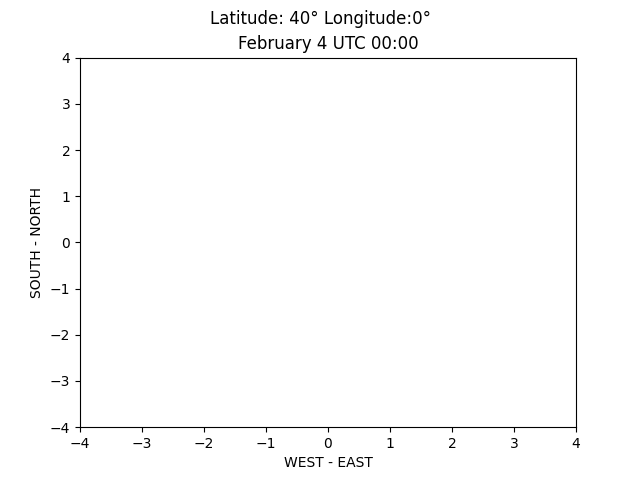 Latitude: 40° Longitude:0°
February 4 UTC 00:00
4
3
2
1
0
−1
−2
−3
−4
SOUTH - NORTH
−4 −3 −2 −1 0 1 2 3 4
WEST - EAST